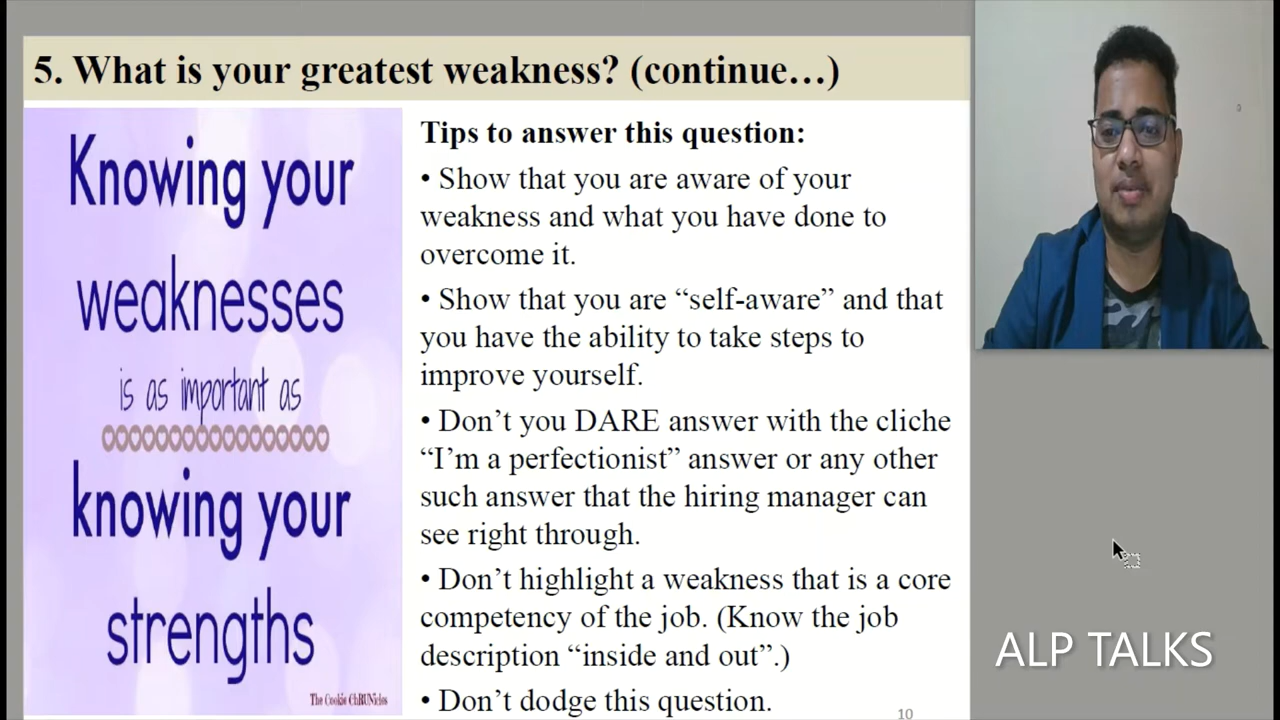 5. What is your greatest weakness? (continue…)
Knowing your
weaknesses
is as important as
knowing your
strengths
The Cookie ChRUNicles
Tips to answer this question:
• Show that you are aware of your
weakness and what you have done to
overcome it.
• Show that you are “self-aware” and that
you have the ability to take steps to
improve yourself.
• Don’t you DARE answer with the cliche
“I’m a perfectionist” answer or any other
such answer that the hiring manager can
see right through.
• Don’t highlight a weakness that is a core
competency of the job. (Know the job
description “inside and out”.)
• Don’t dodge this question.
10
ALP TALKS